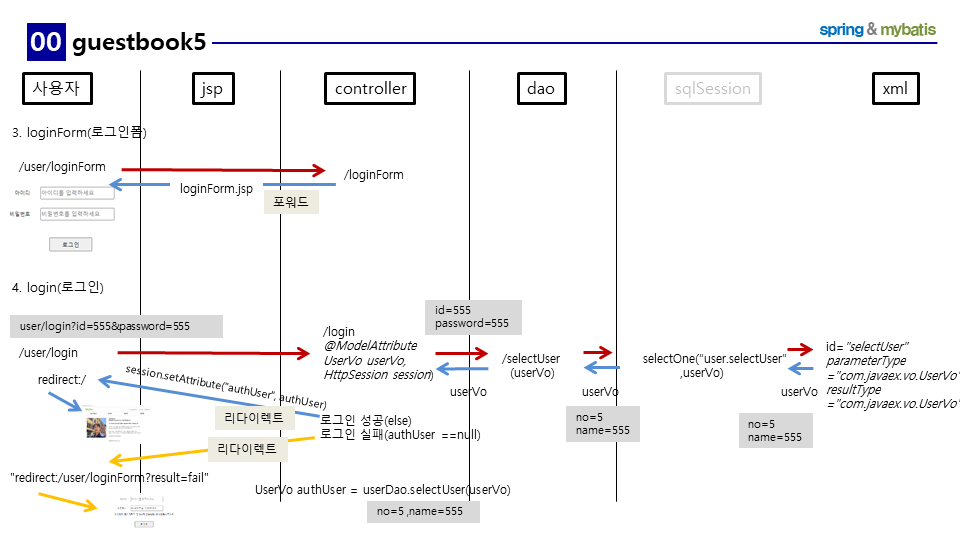 00 guestbook5
spring & mybatis
사용자
jsp
controller
dao
sqlSession
xml
3. loginForm(로그인폼)
/user/loginForm
/loginForm
loginForm.jsp
포워드
아이디
아이디를 입력하세요
비밀번호
비밀번호를 입력하세요
로그인
4. login(로그인)
user/login?id=555&password=555
/user/login
redirect:/
session.setAttribute("authUser", authUser)
/login
@ModelAttribute
UserVo userVo,
HttpSession session)
id=555
password=555
/selectUser
(userVo)
userVo
selectOne("user.selectUser"
,userVo)
userVo
no=5
name=555
userVo
no=5
name=555
id="selectUser"
parameterType
="com.javaex.vo.UserVo"
resultType
="com.javaex.vo.UserVo"
리다이렉트
로그인 성공(else)
로그인 실패(authUser ==null)
리다이렉트
"redirect:/user/loginForm?result=fail"
UserVo authUser = userDao.selectUser(userVo)
no=5 ,name=555